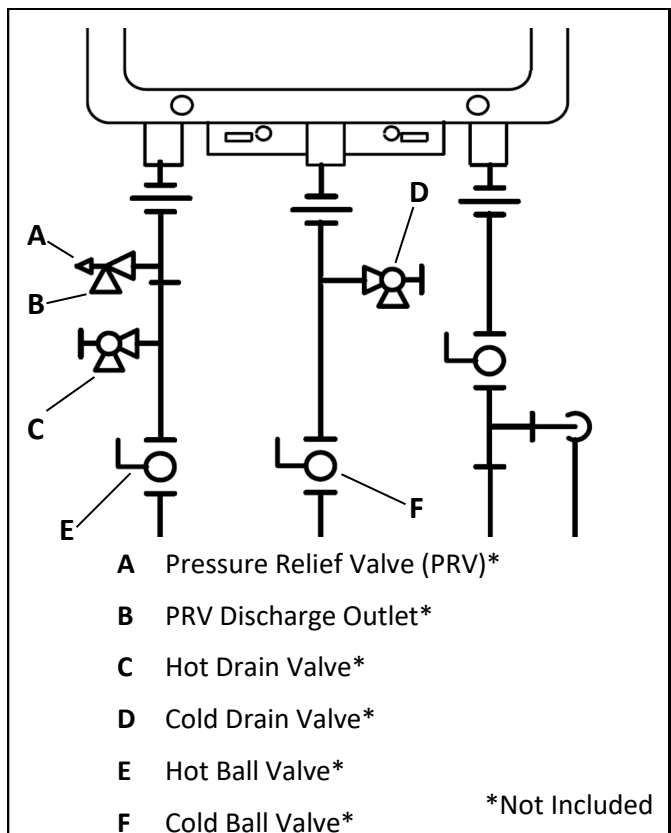 D
A
B
C
F
E
A Pressure Relief Valve (PRV)*
B PRV Discharge Outlet*
C Hot Drain Valve*
D Cold Drain Valve*
E Hot Ball Valve*
F Cold Ball Valve*
*Not Included